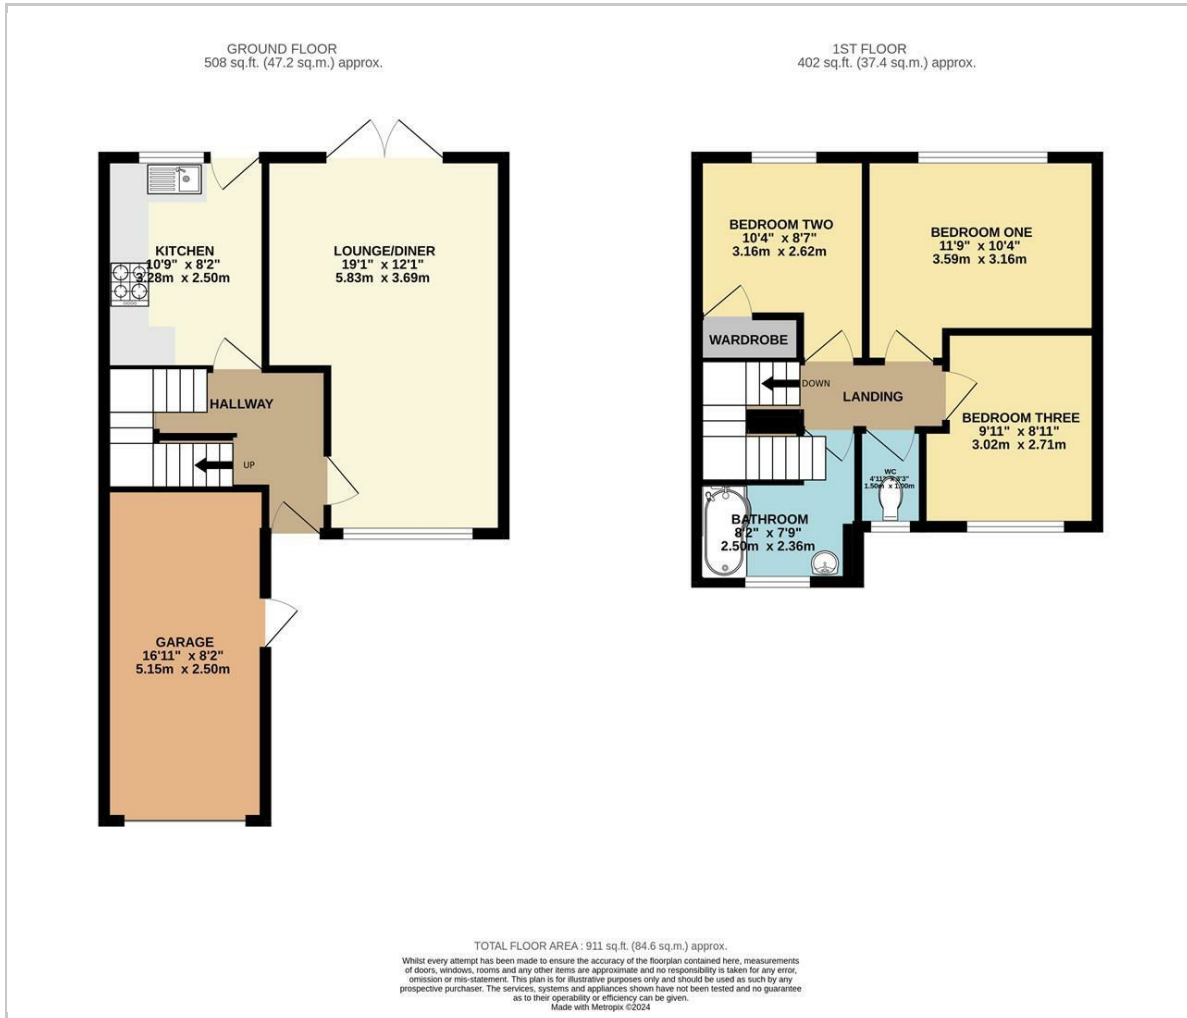 GROUND FLOOR
508 sq.ft. (47.2 sq.m.) approx.
KITCHEN
10'9" x 8'2"
3.28m x 2.50m
LOUNGE/DINER
19'1" x 12'1"
5.83m x 3.69m
HALLWAY
UP
GARAGE
16'11" x 8'2"
5.15m x 2.50m
1ST FLOOR
402 sq.ft. (37.4 sq.m.) approx.
BEDROOM TWO
10'4" x 8'7"
3.16m x 2.62m
BEDROOM ONE
11'9" x 10'4"
3.59m x 3.16m
WARDROBE
DOWN
LANDING
BEDROOM THREE
9'11" x 8'11"
3.02m x 2.71m
WC
4'11" x 3'3"
1.50m x 1.00m
BATHROOM
8'2" x 7'9"
2.50m x 2.36m
TOTAL FLOOR AREA : 911 sq.ft. (84.6 sq.m.) approx.
Whilst every attempt has been made to ensure the accuracy of the floorplan contained here, measurements
of doors, windows, rooms and any other items are approximate and no responsibility is taken for any error,
omission or mis-statement. This plan is for illustrative purposes only and should be used as such by any
prospective purchaser. The services, systems and appliances shown have not been tested and no guarantee
as to their operability or efficiency can be given.
Made with Metropix ©2024